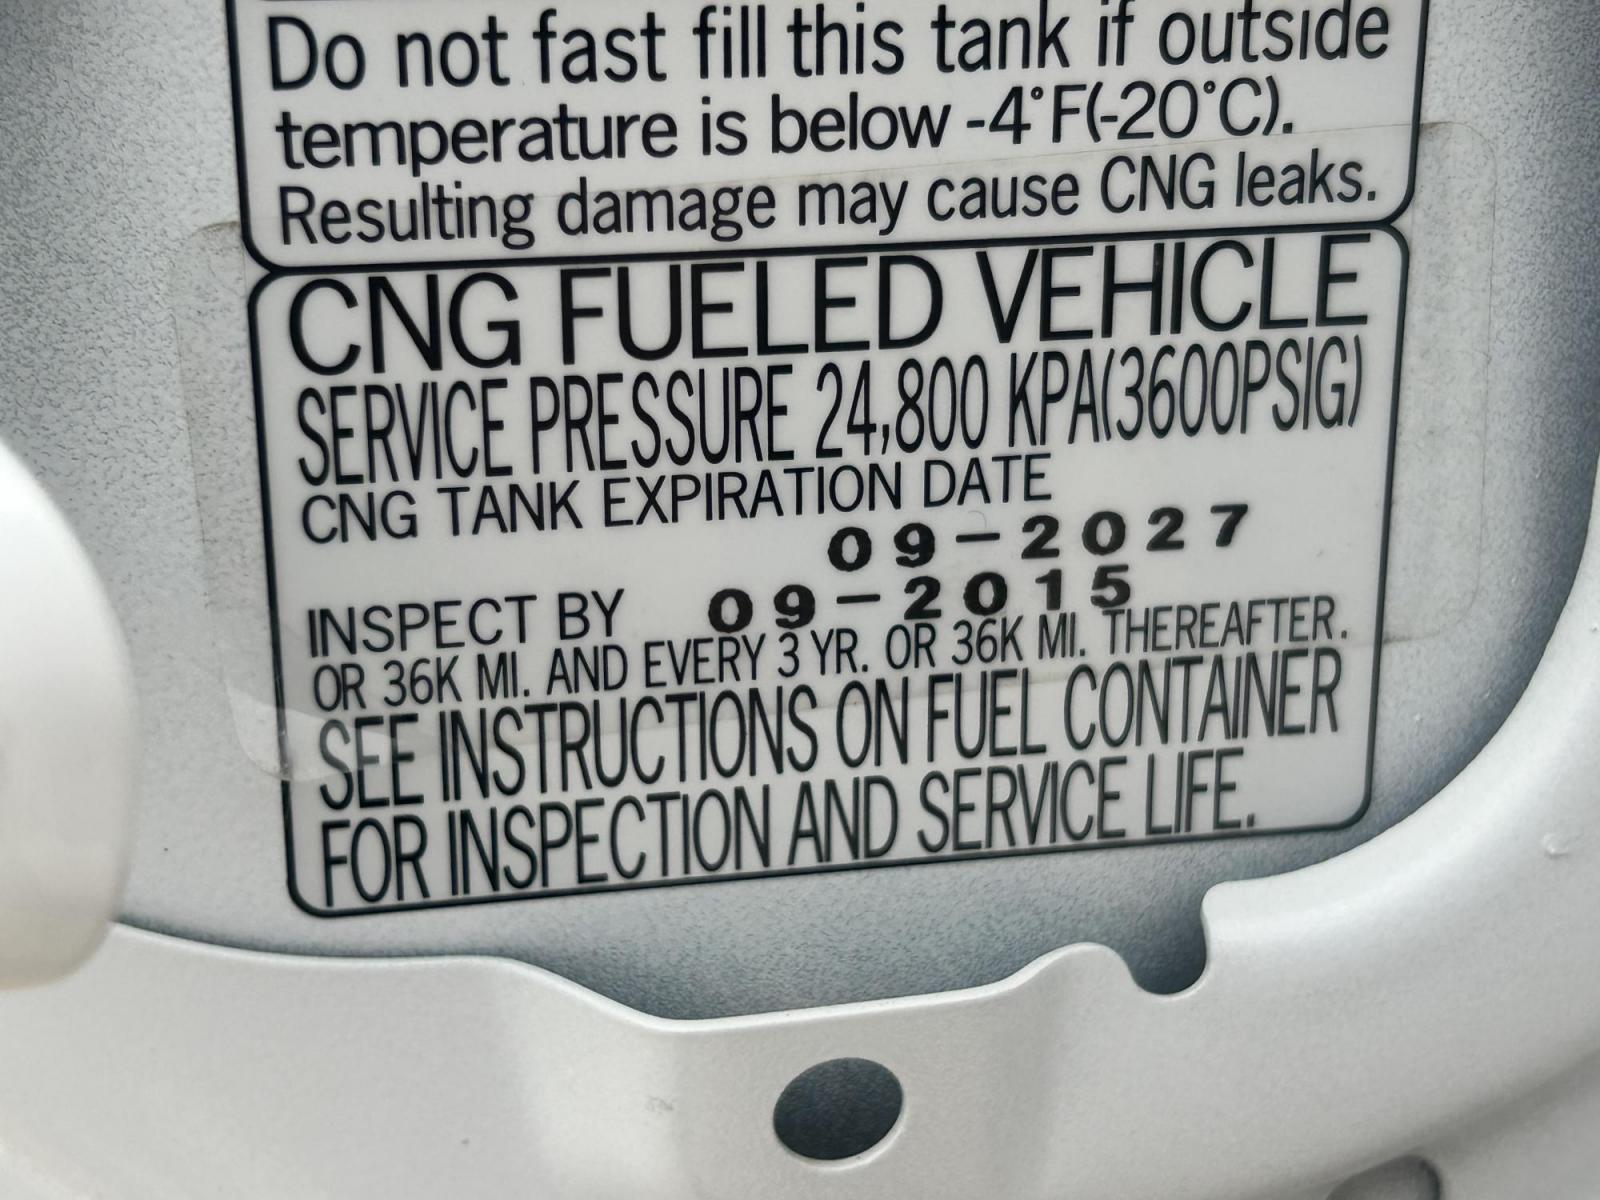 Do not fast fill this tank if outside
temperature is below -4°F(-20°C).
Resulting damage may cause CNG leaks.
CNG FUELED VEHICLE
SERVICE PRESSURE 24,800 KPA(3600PSIG)
CNG TANK EXPIRATION DATE
09-2027
INSPECT BY 09-2015
OR 36K MI. AND EVERY 3 YR. OR 36K MI. THEREAFTER.
SEE INSTRUCTIONS ON FUEL CONTAINER
FOR INSPECTION AND SERVICE LIFE.